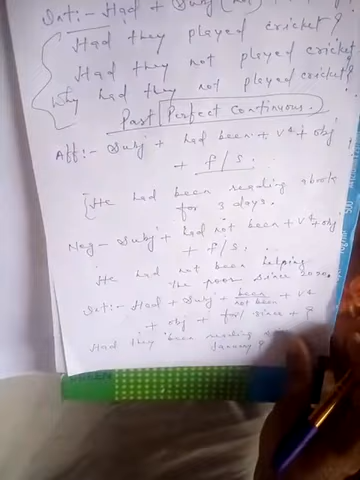 Int:- Had + Subj + (not) +
Had they played cricket?
Had they not played cricket?
Why had they not played cricket?
Past Perfect Continuous.
Aff:- Subj + had been + V4 + obj
+ f/s.
He had been reading
for 3 days.
Neg - Subj + had not been + V4 + obj
+ f/s.
He had not been helping
the poor since 2020.
Int:- Had + Subj + been/not been + V4
+ obj + for/since + ?
Had they been reading